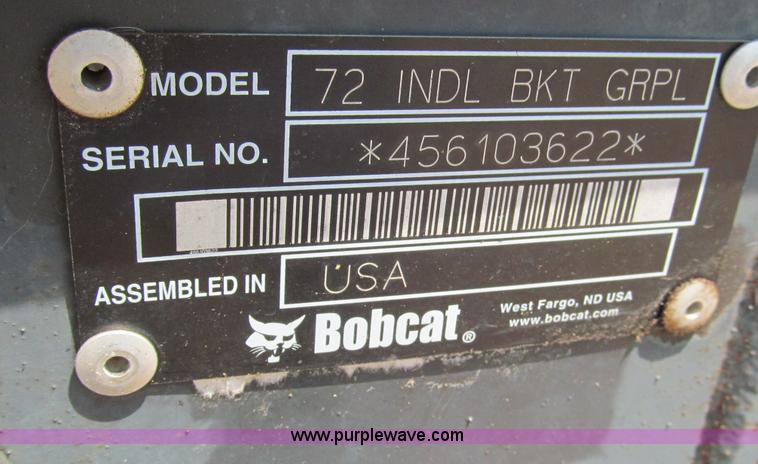 MODEL 72 INDL BKT GRPL
SERIAL NO. *456103622*
ASSEMBLED IN USA
Bobcat®
West Fargo, ND USA
www.bobcat.com
www.purplewave.com